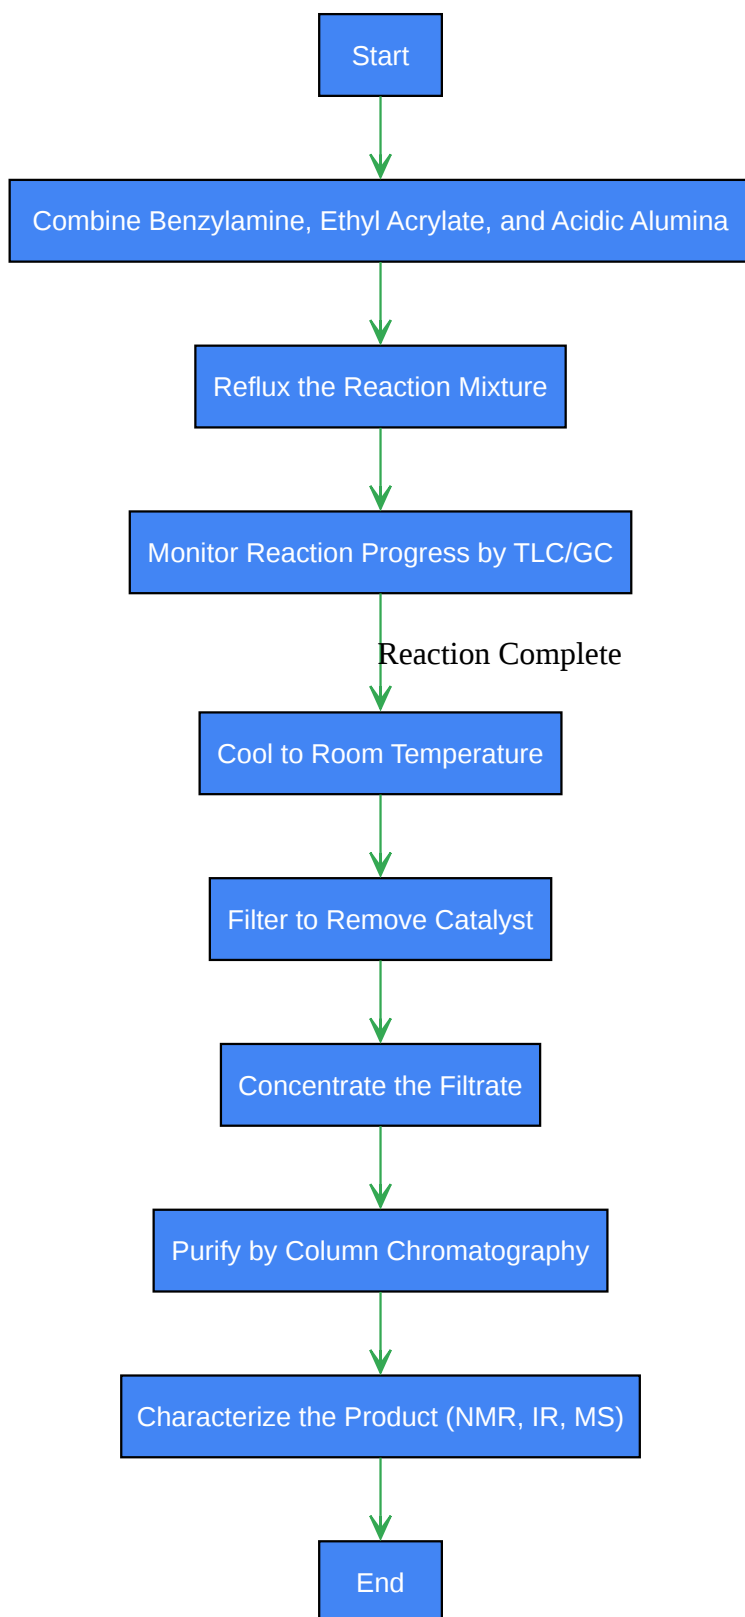 Start
Combine Benzylamine, Ethyl Acrylate, and Acidic Alumina
Reflux the Reaction Mixture
Monitor Reaction Progress by TLC/GC
Reaction Complete
Cool to Room Temperature
Filter to Remove Catalyst
Concentrate the Filtrate
Purify by Column Chromatography
Characterize the Product (NMR, IR, MS)
End